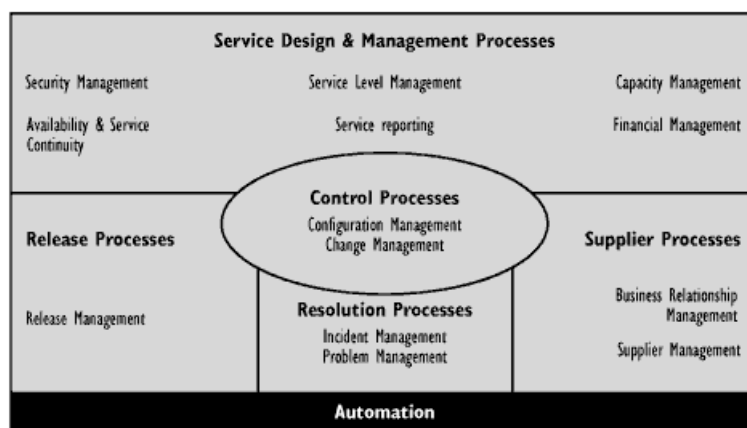 Service Design & Management Processes
Security Management
Service Level Management
Capacity Management
Availability & Service
Continuity
Service reporting
Financial Management
Control Processes
Configuration Management
Change Management
Release Processes
Release Management
Resolution Processes
Incident Management
Problem Management
Supplier Processes
Business Relationship
Management
Supplier Management
Automation